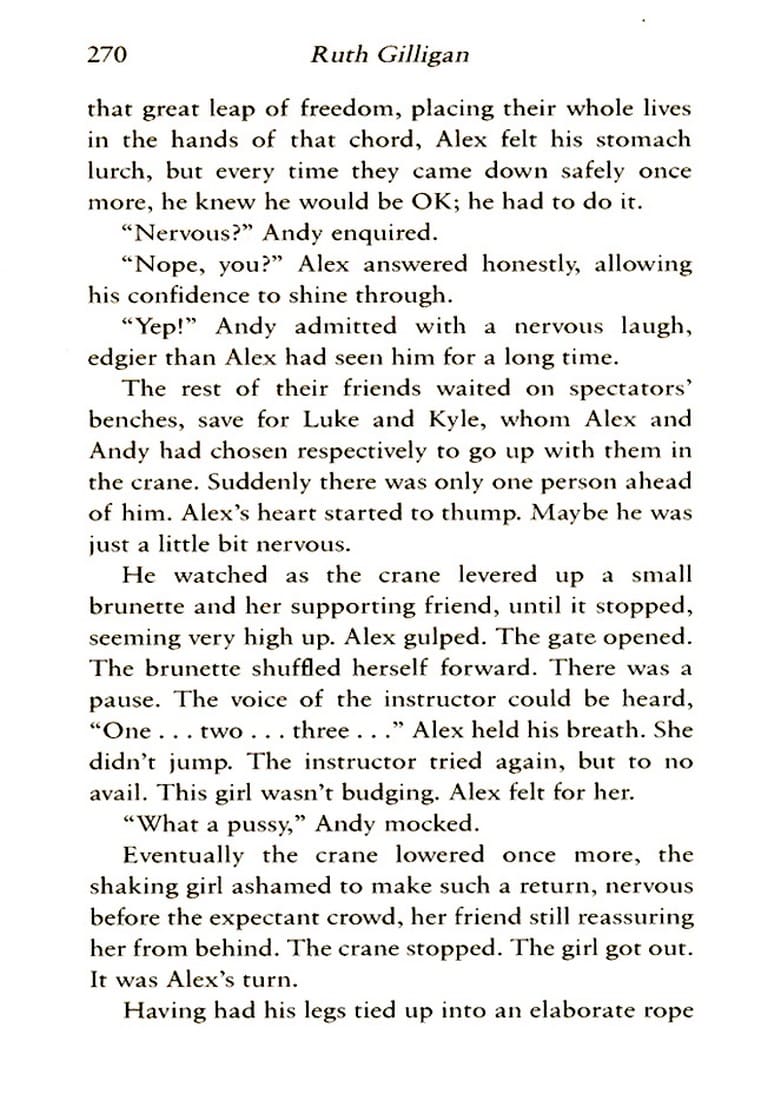 270 Ruth Gilligan
that great leap of freedom, placing their whole lives
in the hands of that chord, Alex felt his stomach
lurch, but every time they came down safely once
more, he knew he would be OK; he had to do it.
“Nervous?” Andy enquired.
“Nope, you?” Alex answered honestly, allowing
his confidence to shine through.
“Yep!” Andy admitted with a nervous laugh,
edgier than Alex had seen him for a long time.
The rest of their friends waited on spectators’
benches, save for Luke and Kyle, whom Alex and
Andy had chosen respectively to go up with them in
the crane. Suddenly there was only one person ahead
of him. Alex’s heart started to thump. Maybe he was
just a little bit nervous.
He watched as the crane levered up a small
brunette and her supporting friend, until it stopped,
seeming very high up. Alex gulped. The gate opened.
The brunette shuffled herself forward. There was a
pause. The voice of the instructor could be heard,
“One . . . two . . . three . . .” Alex held his breath. She
didn’t jump. The instructor tried again, but to no
avail. This girl wasn’t budging. Alex felt for her.
“What a pussy,” Andy mocked.
Eventually the crane lowered once more, the
shaking girl ashamed to make such a return, nervous
before the expectant crowd, her friend still reassuring
her from behind. The crane stopped. The girl got out.
It was Alex’s turn.
Having had his legs tied up into an elaborate rope